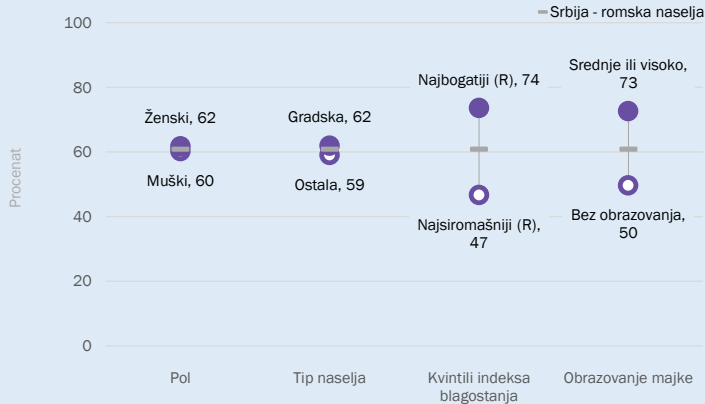 Srbija - romska naselja
Procenat
100
80
60
40
20
0
Ženski, 62
Muški, 60
Gradska, 62
Ostala, 59
Najbogatiji (R), 74
Najsiromašniji (R),
47
Srednje ili visoko,
73
Bez obrazovanja,
50
Pol
Tip naselja
Kvintili indeksa
blagostanja
Obrazovanje majke